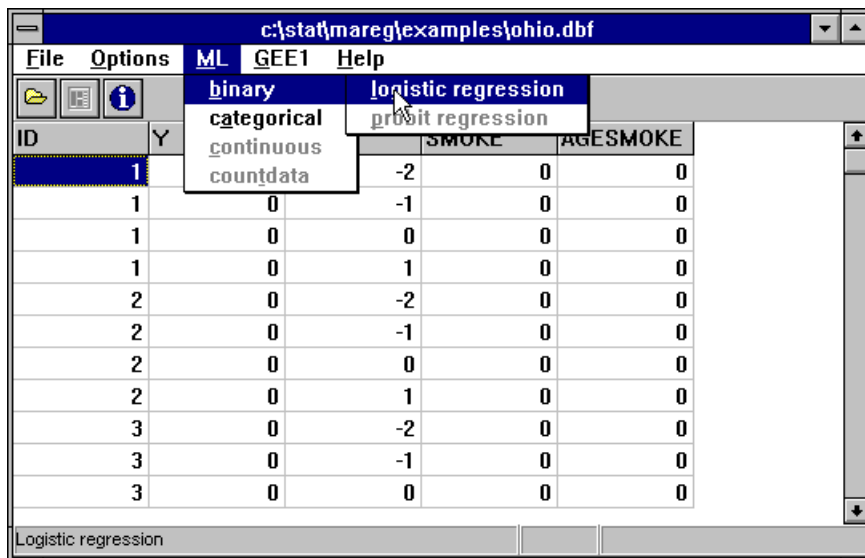 c:\stat\mareg\examples\ohio.dbf
File Options ML GEE1 Help
binary logistic regression
categorical probit regression
ID Y SMOKE AGESMOKE
continuous
1 -2 0 0
countdata
1 0 -1 0 0
1 0 0 0 0
1 0 1 0 0
2 0 -2 0 0
2 0 -1 0 0
2 0 0 0 0
2 0 1 0 0
3 0 -2 0 0
3 0 -1 0 0
3 0 0 0 0
Logistic regression